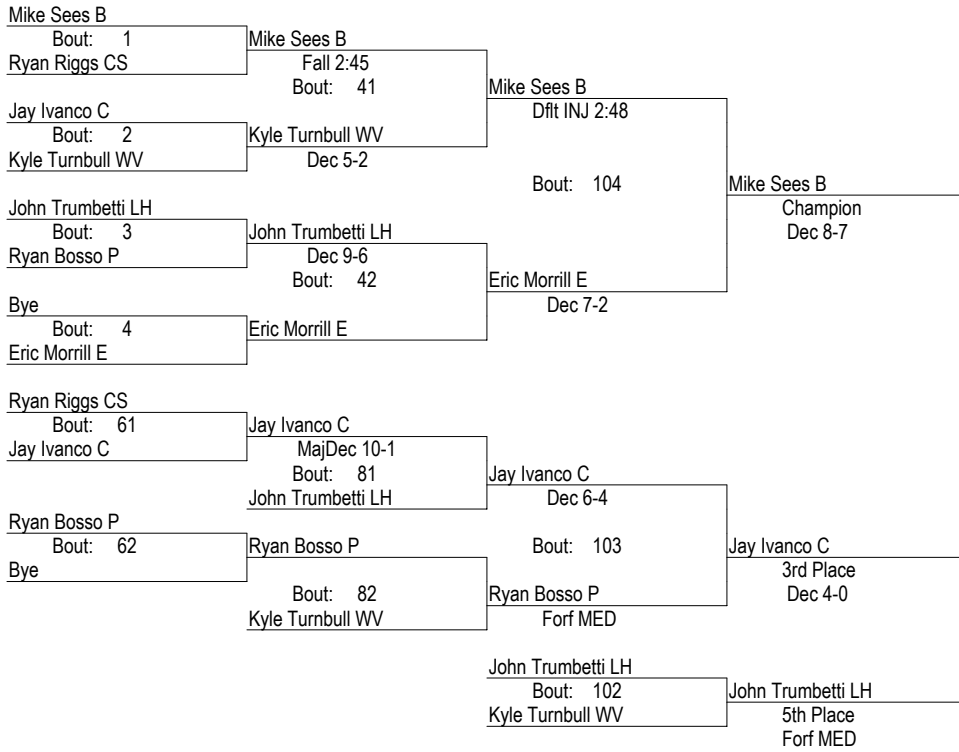 Mike Sees B
Bout: 1
Ryan Riggs CS
Mike Sees B
Fall 2:45
Bout: 41
Mike Sees B
Dflt INJ 2:48
Jay Ivanco C
Bout: 2
Kyle Turnbull WV
Kyle Turnbull WV
Dec 5-2
Bout: 104
Mike Sees B
Champion
Dec 8-7
John Trumbetti LH
Bout: 3
Ryan Bosso P
John Trumbetti LH
Dec 9-6
Bout: 42
Eric Morrill E
Dec 7-2
Bye
Bout: 4
Eric Morrill E
Eric Morrill E
Ryan Riggs CS
Bout: 61
Jay Ivanco C
Jay Ivanco C
MajDec 10-1
Bout: 81
John Trumbetti LH
Jay Ivanco C
Dec 6-4
Ryan Bosso P
Bout: 62
Bye
Ryan Bosso P
Bout: 103
Jay Ivanco C
3rd Place
Dec 4-0
Bout: 82
Kyle Turnbull WV
Ryan Bosso P
Forf MED
John Trumbetti LH
Bout: 102
Kyle Turnbull WV
John Trumbetti LH
5th Place
Forf MED